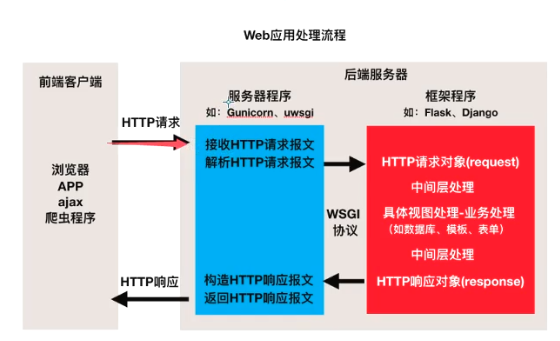 Web应用处理流程
前端客户端
浏览器
APP
ajax
爬虫程序
HTTP请求
HTTP响应
后端服务器
服务器程序
如：Gunicorn、uwsgi
接收HTTP请求报文
解析HTTP请求报文
构造HTTP响应报文
返回HTTP响应报文
WSGI
协议
框架程序
如：Flask、Django
HTTP请求对象(request)
中间层处理
具体视图处理-业务处理
（如数据库、模板、表单）
中间层处理
HTTP响应对象(response)